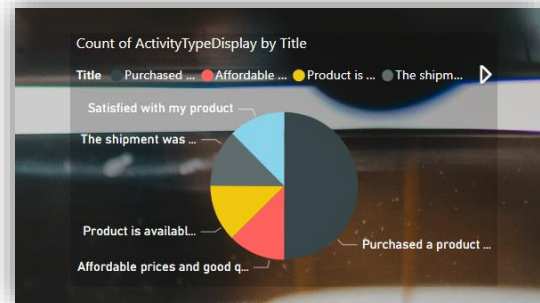 Count of ActivityTypeDisplay by Title
Title Purchased ... Affordable ... Product is ... The shipm...
Satisfied with my product
The shipment was ...
Product is availabl...
Purchased a product ...
Affordable prices and good q...